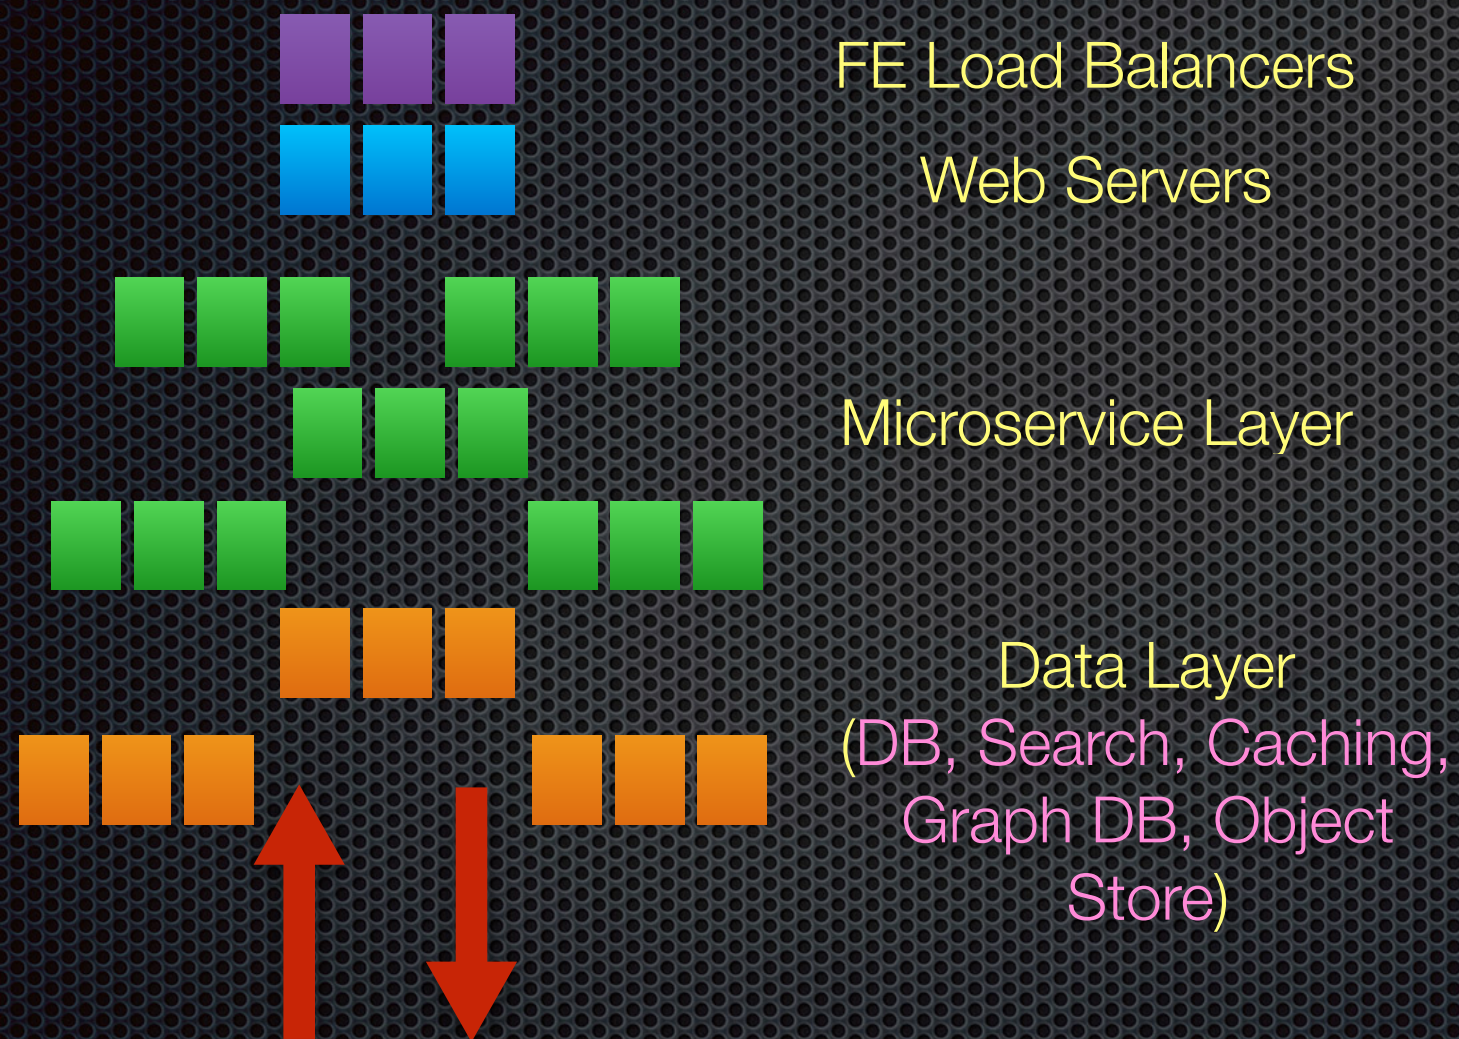 FE Load Balancers
Web Servers
Microservice Layer
Data Layer
(DB, Search, Caching,
Graph DB, Object
Store)